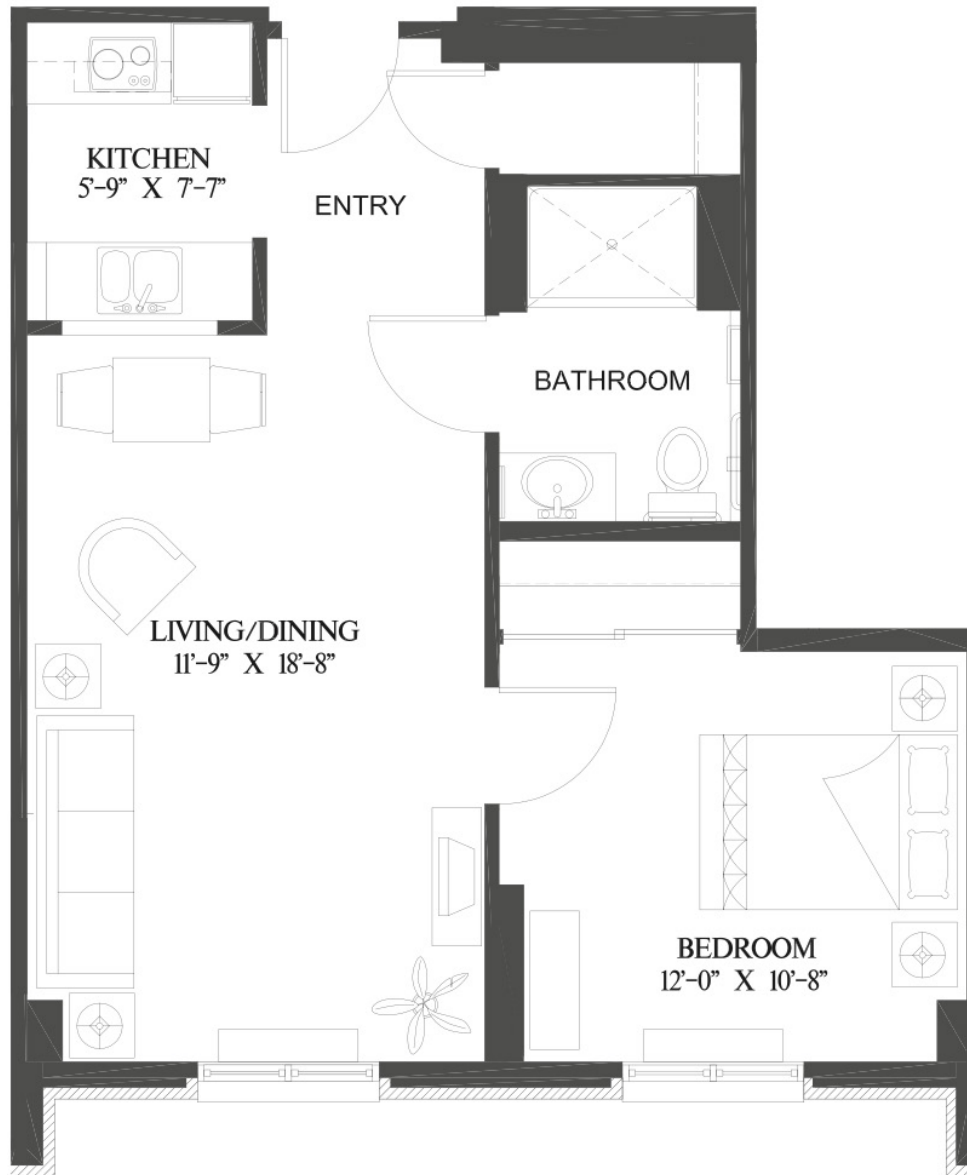 KITCHEN
5'-9” X 7'-7”
ENTRY
BATHROOM
LIVING/DINING
11'-9” X 18'-8”
BEDROOM
12'-0” X 10'-8”